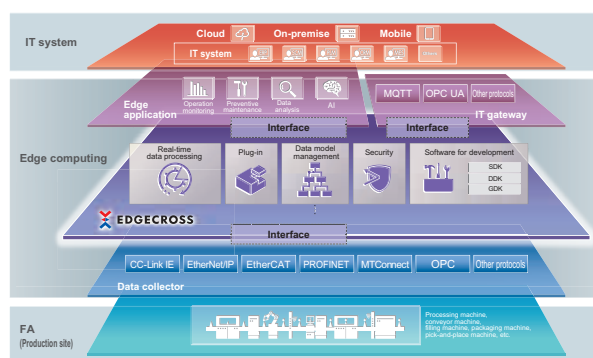 IT system
Cloud
On-premise
Mobile
IT system
Edge
application
Operation
monitoring
Preventive
maintenance
Data
analysis
AI
MQTT
OPC UA
Other protocols
IT gateway
Interface
Interface
Edge computing
Real-time
data processing
Plug-in
Data model
management
Security
Software for development
SDK
DDK
GDK
EDGECROSS
Interface
CC-Link IE
EtherNet/IP
EtherCAT
PROFINET
MTConnect
OPC
Other protocols
Data collector
FA
(Production site)
Processing machine,
conveyor machine,
filling machine, packaging machine,
pick-and-place machine, etc.